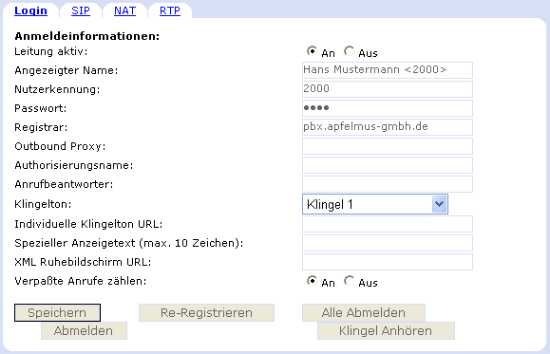 Login SIP NAT RTP
Anmeldeinformationen:
Leitung aktiv: An Aus
Angezeigter Name: Hans Mustermann <2000>
Nutzerkennung: 2000
Passwort: ●●●●
Registrar: pbx.apfelmus-gmbh.de
Outbound Proxy:
Authorisierungsname:
Anrufbeantworter:
Klingelton: Klingel 1
Individuelle Klingelton URL:
Spezieller Anzeigetext (max. 10 Zeichen):
XML Ruhebildschirm URL:
Verpaßte Anrufe zählen: An Aus
Speichern Re-Registrieren Alle Abmelden
Abmelden Klingel Anhören